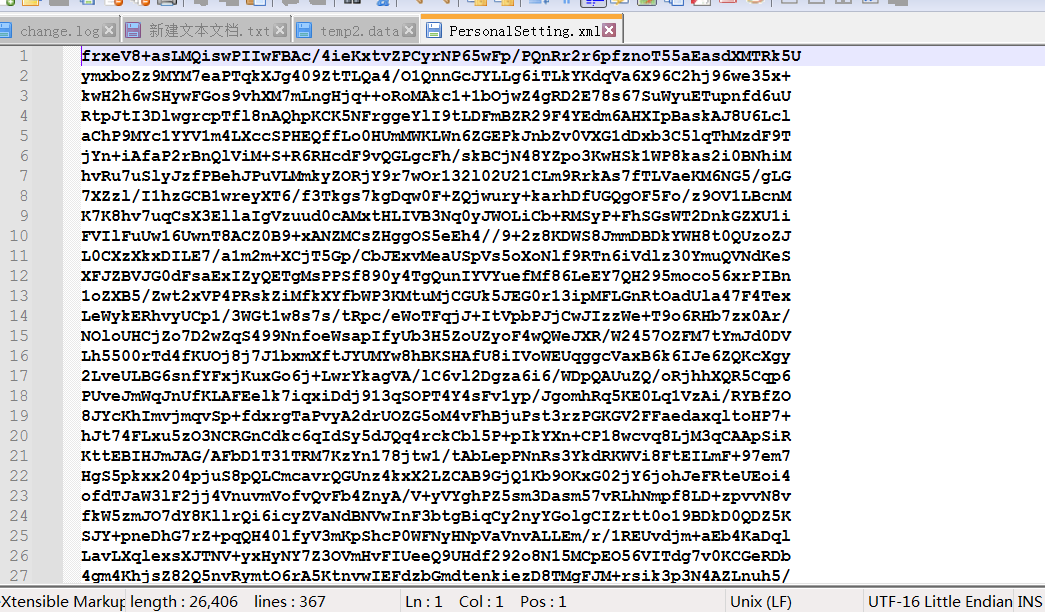 change.log 新建文本文档.txt temp2.data PersonalSetting.xml
1 frxeV8+asLMQiswPIIwFBAc/4ieKxtvZPCyrNP65wFp/PQnRr2r6pfznoT55aEasdXMTRk5U
2 ymxboZz9MYM7eaPTqkXJg409ZtTLQa4/O1QnnGcJYLLg6iTLkYKdqVa6X96C2hj96we35x+
3 kwH2h6wSHywFGos9vhXM7mLngHjq++oRoMAkc1+1bOjwZ4gRD2E78s67SuWyuETupnfd6uU
4 RtpJtI3DlwgrcpTfl8nAQhpKCK5NFrggeYlI9tLDFmBZR29F4YEdm6AHXIpBaskAJ8U6Lcl
5 aChP9MYc1YYV1m4LXccSPHEQffLo0HUmMWKLWn6ZGEPkJnbZv0VXG1dDxb3C5lqThMzdF9T
6 jYn+iAfaP2rBnQlViM+S+R6RHcdF9vQGLgcFh/skBCjN48YZpo3KwHSk1WP8kas2i0BNhiM
7 hvRu7uSlyJzfPBehJPuVLMmkyZORjY9r7wOr132l02U21CLm9RrkAs7fTLVaeKM6NG5/gLG
8 7XZzl/I1hzGCB1wreyXT6/f3Tkgs7kgDqw0F+ZQjwury+karhDfUGQgOF5Fo/z9OV1LBcnM
9 K7K8hv7uqCsX3EllaIgVzuud0cAMxtHLIVB3Nq0yJWOLiCb+RMSyP+FhSGsWT2DnkGZXU1i
10 FVIlFuUw16UwnT8ACZ0B9+xANZMCsZHggOS5eEh4//9+2z8KDWS8JmmDBDkYWH8t0QUzoZJ
11 L0CXzXkxDILE7/a1m2m+XCjT5Gp/CbJExvMeaUSpVs5oXoNlf9RTn6iVdlz30YmuQVNdKeS
12 XFJZBVJG0dFsaExIZyQETgMsPPSf890y4TgQunIYVYuefMf86LeEY7QH295moco56xrPIBn
13 1oZXB5/Zwt2xVP4PRskZiMfkXYfbWP3KMtuMjCGUk5JEG0r13ipMFLGnRtOadUla47F4Tex
14 LeWykERhvyUCp1/3WGt1w8s7s/tRpc/eWoTFqjJ+ItVpbPJjCwJIzzWe+T9o6RHb7zx0Ar/
15 NOloUHCjZo7D2wZqS499NnfoeWsapIfyUb3H5ZoUZyoF4wQWeJXR/W2457OZFM7tYmJd0DV
16 Lh5500rTd4fKUOj8j7J1bxmXftJYUMYw8hBKSHAfU8iIVoWEUqggcVaxB6k6IJe6ZQKcXgy
17 2LveULBG6snfYFxjKuxGo6j+LwrYkagVA/lC6vl2Dgza6i6/WDpQAUuZQ/oRjhhXQR5Cqp6
18 PUveJmWqJnUfKLAFEelk7iqxiDdj913qSOPT4Y4sFv1yp/JgomhRq5KE0Lq1VzAi/RYBfZO
19 8JYcKhImvjmqvSp+fdxrgTaPvyA2drUOZG5oM4vFhBjuPst3rzPGKGV2FFaedaxqltoHP7+
20 hJt74FLxu5zO3NCRGnCdkc6qIdSy5dJQq4rckCbl5P+pIkYXn+CP18wcvq8LjM3qCAApSiR
21 KttEBIHJmJAG/AFbD1T31TRM7KzYn178jtw1/tAbLepPNnRs3YkdRKWVi8FtEILmF+97em7
22 HgS5pkxx204pjuS8pQLCmcavrQGUnz4kxX2LZCAB9GjQ1Kb9OKxG02jY6johJeFRteUEoi4
23 ofdTJaW3lF2jj4VnuvmVofvQvFb4ZnyA/V+yVYghPZ5sm3Dasm57vRLhNmpf8LD+zpvvN8v
24 fkW5zmJO7dY8KllrQi6icyZVaNdBNVwInF3btgBiqCy2nyYGolgCIZrtt0o19BDkD0QDZ5K
25 SJY+pneDhG7rZ+pqQH40lfyV3mKpShcP0WFNyHNpVaVnvALLEm/r/1REUvdjm+aEb4KaDql
26 LavLXqlexsXJTNV+yxHyNY7Z3OVmHvFIUeeQ9UHdf292o8N15MCpEO56VITdg7v0KCGeRDb
27 4gm4KhjsZ82Q5nvRymtO6rA5KtnvwIEFdzbGmdtenkiezD8TMgFJM+rsik3p3N4AZLnuh5/
Xtensible Markup length : 26,406 lines : 367 Ln : 1 Col : 1 Pos : 1 Unix (LF) UTF-16 Little Endian INS